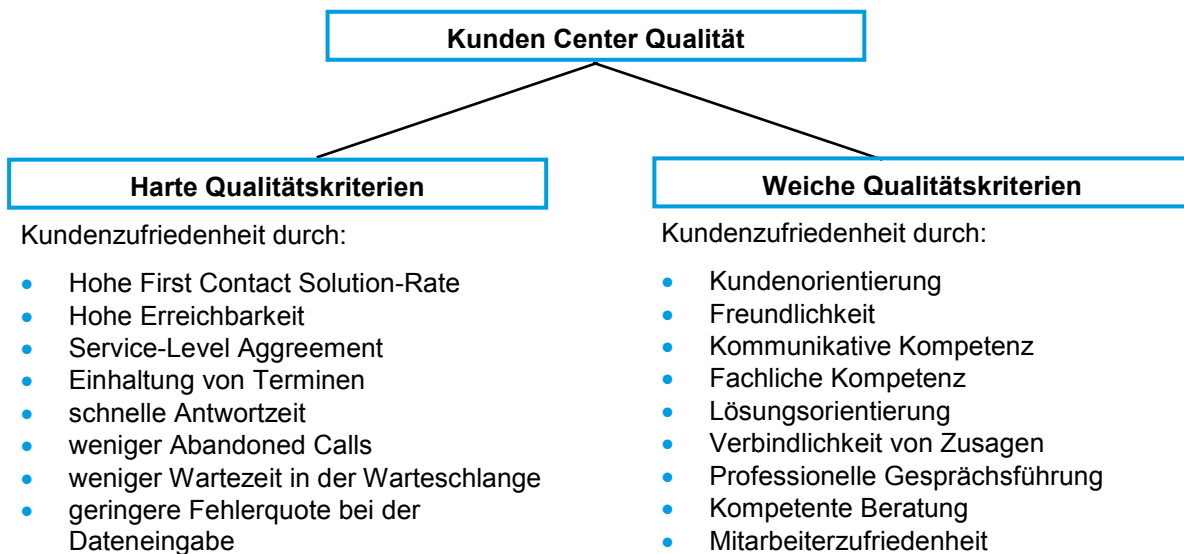 Kunden Center Qualität
Harte Qualitätskriterien
Kundenzufriedenheit durch:
• Hohe First Contact Solution-Rate
• Hohe Erreichbarkeit
• Service-Level Aggreement
• Einhaltung von Terminen
• schnelle Antwortzeit
• weniger Abandoned Calls
• weniger Wartezeit in der Warteschlange
• geringere Fehlerquote bei der
Dateneingabe
Weiche Qualitätskriterien
Kundenzufriedenheit durch:
• Kundenorientierung
• Freundlichkeit
• Kommunikative Kompetenz
• Fachliche Kompetenz
• Lösungsorientierung
• Verbindlichkeit von Zusagen
• Professionelle Gesprächsführung
• Kompetente Beratung
• Mitarbeiterzufriedenheit